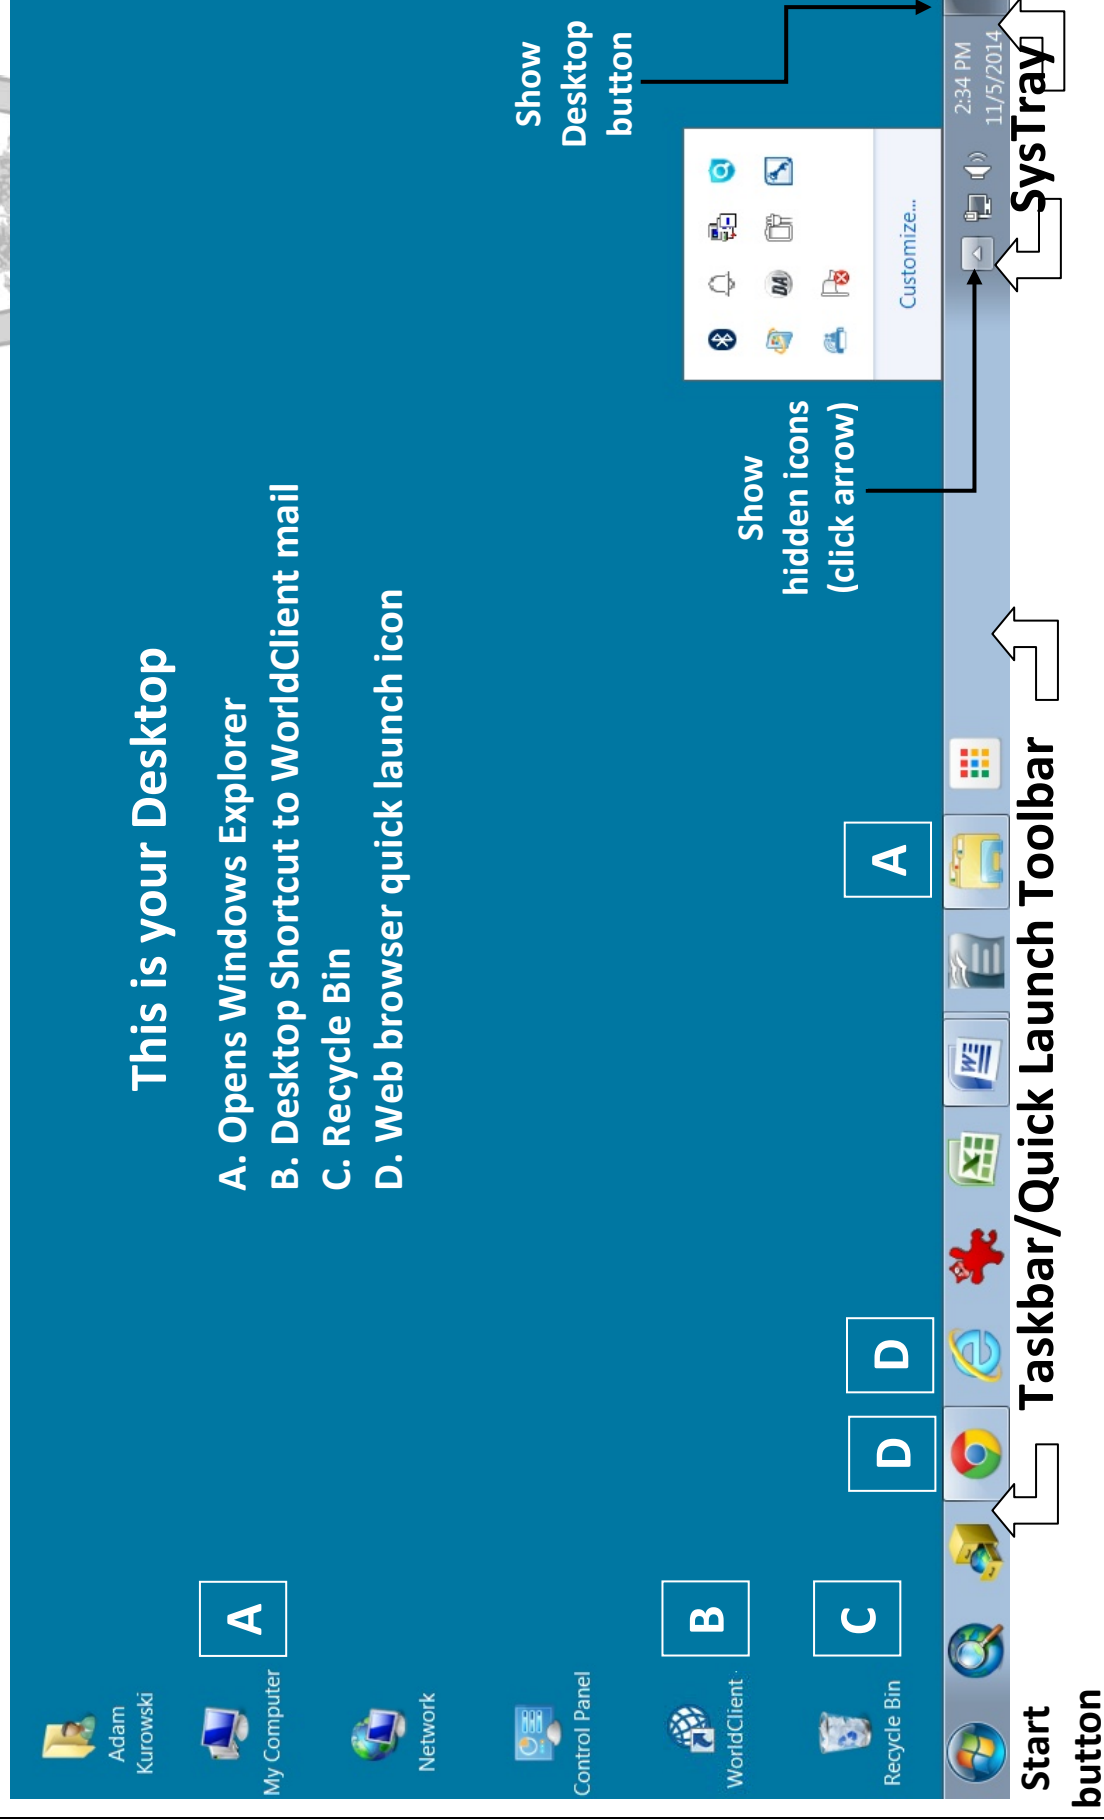 This is your Desktop
A. Opens Windows Explorer
B. Desktop Shortcut to WorldClient mail
C. Recycle Bin
D. Web browser quick launch icon
Adam
Kurowski
My Computer
A
Network
Control Panel
WorldClient
B
Recycle Bin
C
D
D
A
Show
Desktop
button
Show
hidden icons
(click arrow)
DA
Customize...
2:34 PM
11/5/2014
Start
button
Taskbar/Quick Launch Toolbar
SysTray